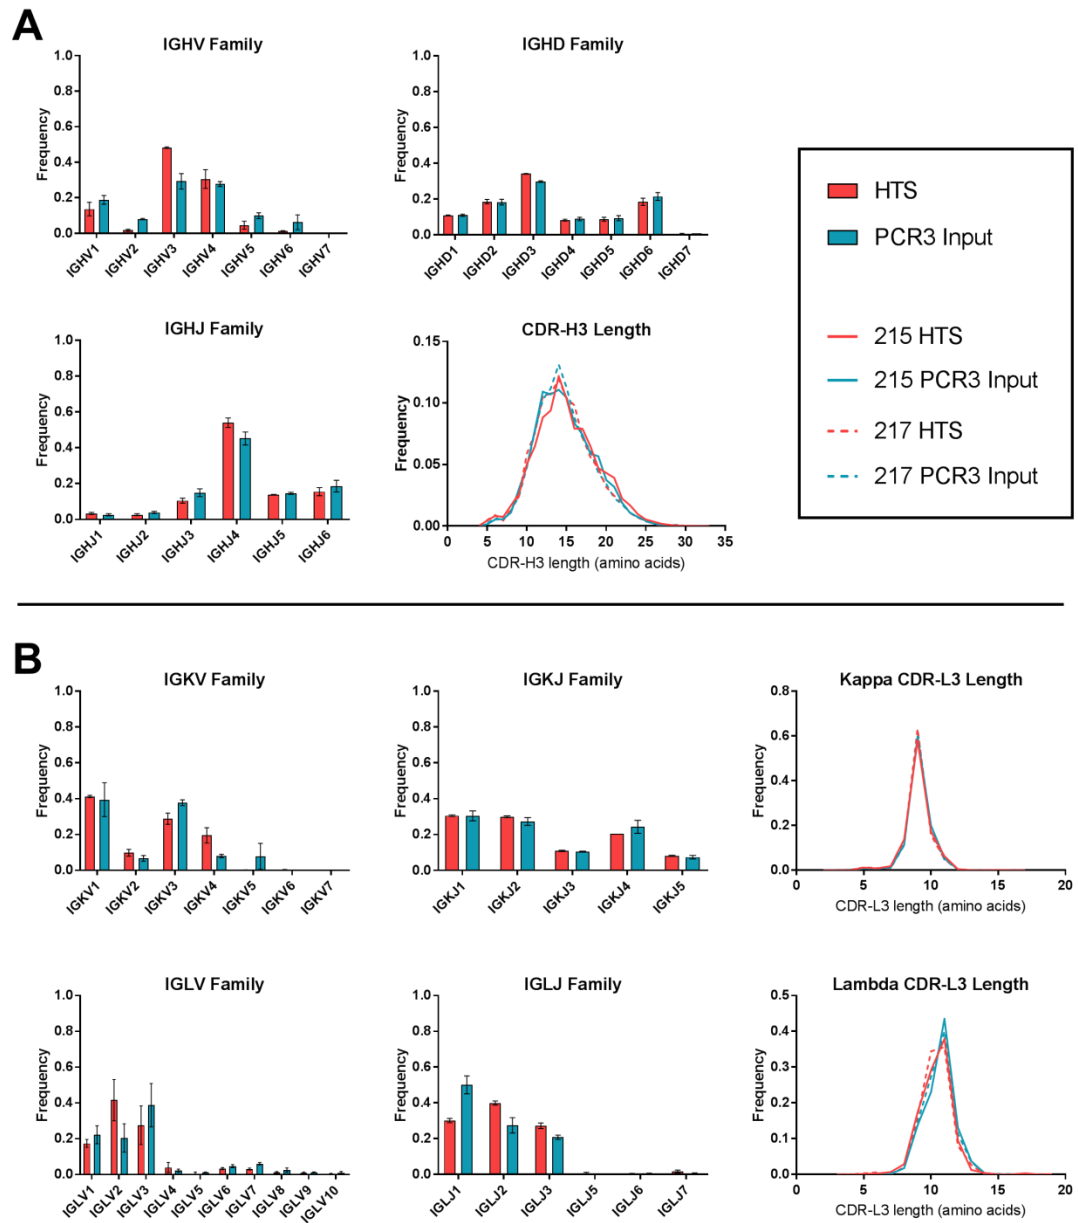 A
IGHV Family
Frequency
1.0
0.8
0.6
0.4
0.2
0.0
IGHV1
IGHV2
IGHV3
IGHV4
IGHV5
IGHV6
IGHV7
IGHD Family
Frequency
1.0
0.8
0.6
0.4
0.2
0.0
IGHD1
IGHD2
IGHD3
IGHD4
IGHD5
IGHD6
IGHD7
HTS
PCR3 Input
215 HTS
215 PCR3 Input
217 HTS
217 PCR3 Input
IGHJ Family
Frequency
1.0
0.8
0.6
0.4
0.2
0.0
IGHJ1
IGHJ2
IGHJ3
IGHJ4
IGHJ5
IGHJ6
CDR-H3 Length
Frequency
0.15
0.10
0.05
0.00
0 5 10 15 20 25 30 35
CDR-H3 length (amino acids)
B
IGKV Family
Frequency
1.0
0.8
0.6
0.4
0.2
0.0
IGKV1
IGKV2
IGKV3
IGKV4
IGKV5
IGKV6
IGKV7
IGKJ Family
Frequency
1.0
0.8
0.6
0.4
0.2
0.0
IGKJ1
IGKJ2
IGKJ3
IGKJ4
IGKJ5
Kappa CDR-L3 Length
Frequency
0.8
0.6
0.4
0.2
0.0
0 5 10 15 20
CDR-L3 length (amino acids)
IGLV Family
Frequency
1.0
0.8
0.6
0.4
0.2
0.0
IGLV1
IGLV2
IGLV3
IGLV4
IGLV5
IGLV6
IGLV7
IGLV8
IGLV9
IGLV10
IGLJ Family
Frequency
1.0
0.8
0.6
0.4
0.2
0.0
IGLJ1
IGLJ2
IGLJ3
IGLJ5
IGLJ6
IGLJ7
Lambda CDR-L3 Length
Frequency
0.5
0.4
0.3
0.2
0.1
0.0
0 5 10 15 20
CDR-L3 length (amino acids)